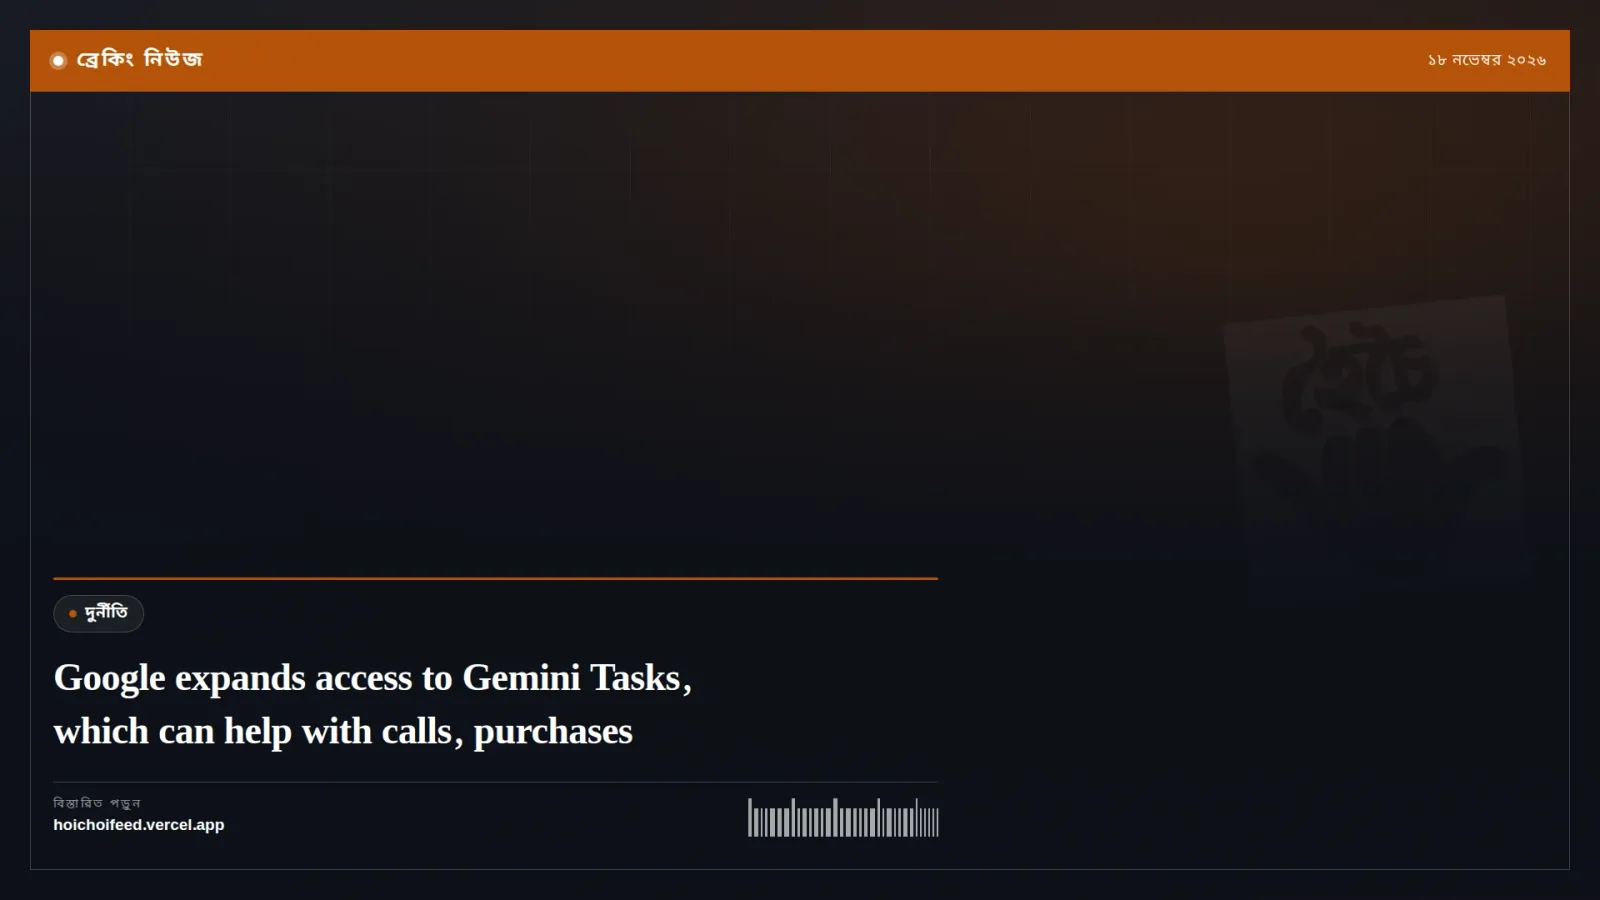 ব্রেকিং নিউজ
১৮ নভেম্বর ২০২৬
হৈচৈ
দুর্নীতি
Google expands access to Gemini Tasks,
which can help with calls, purchases
বিস্তারিত পড়ুন
hoichoifeed.vercel.app